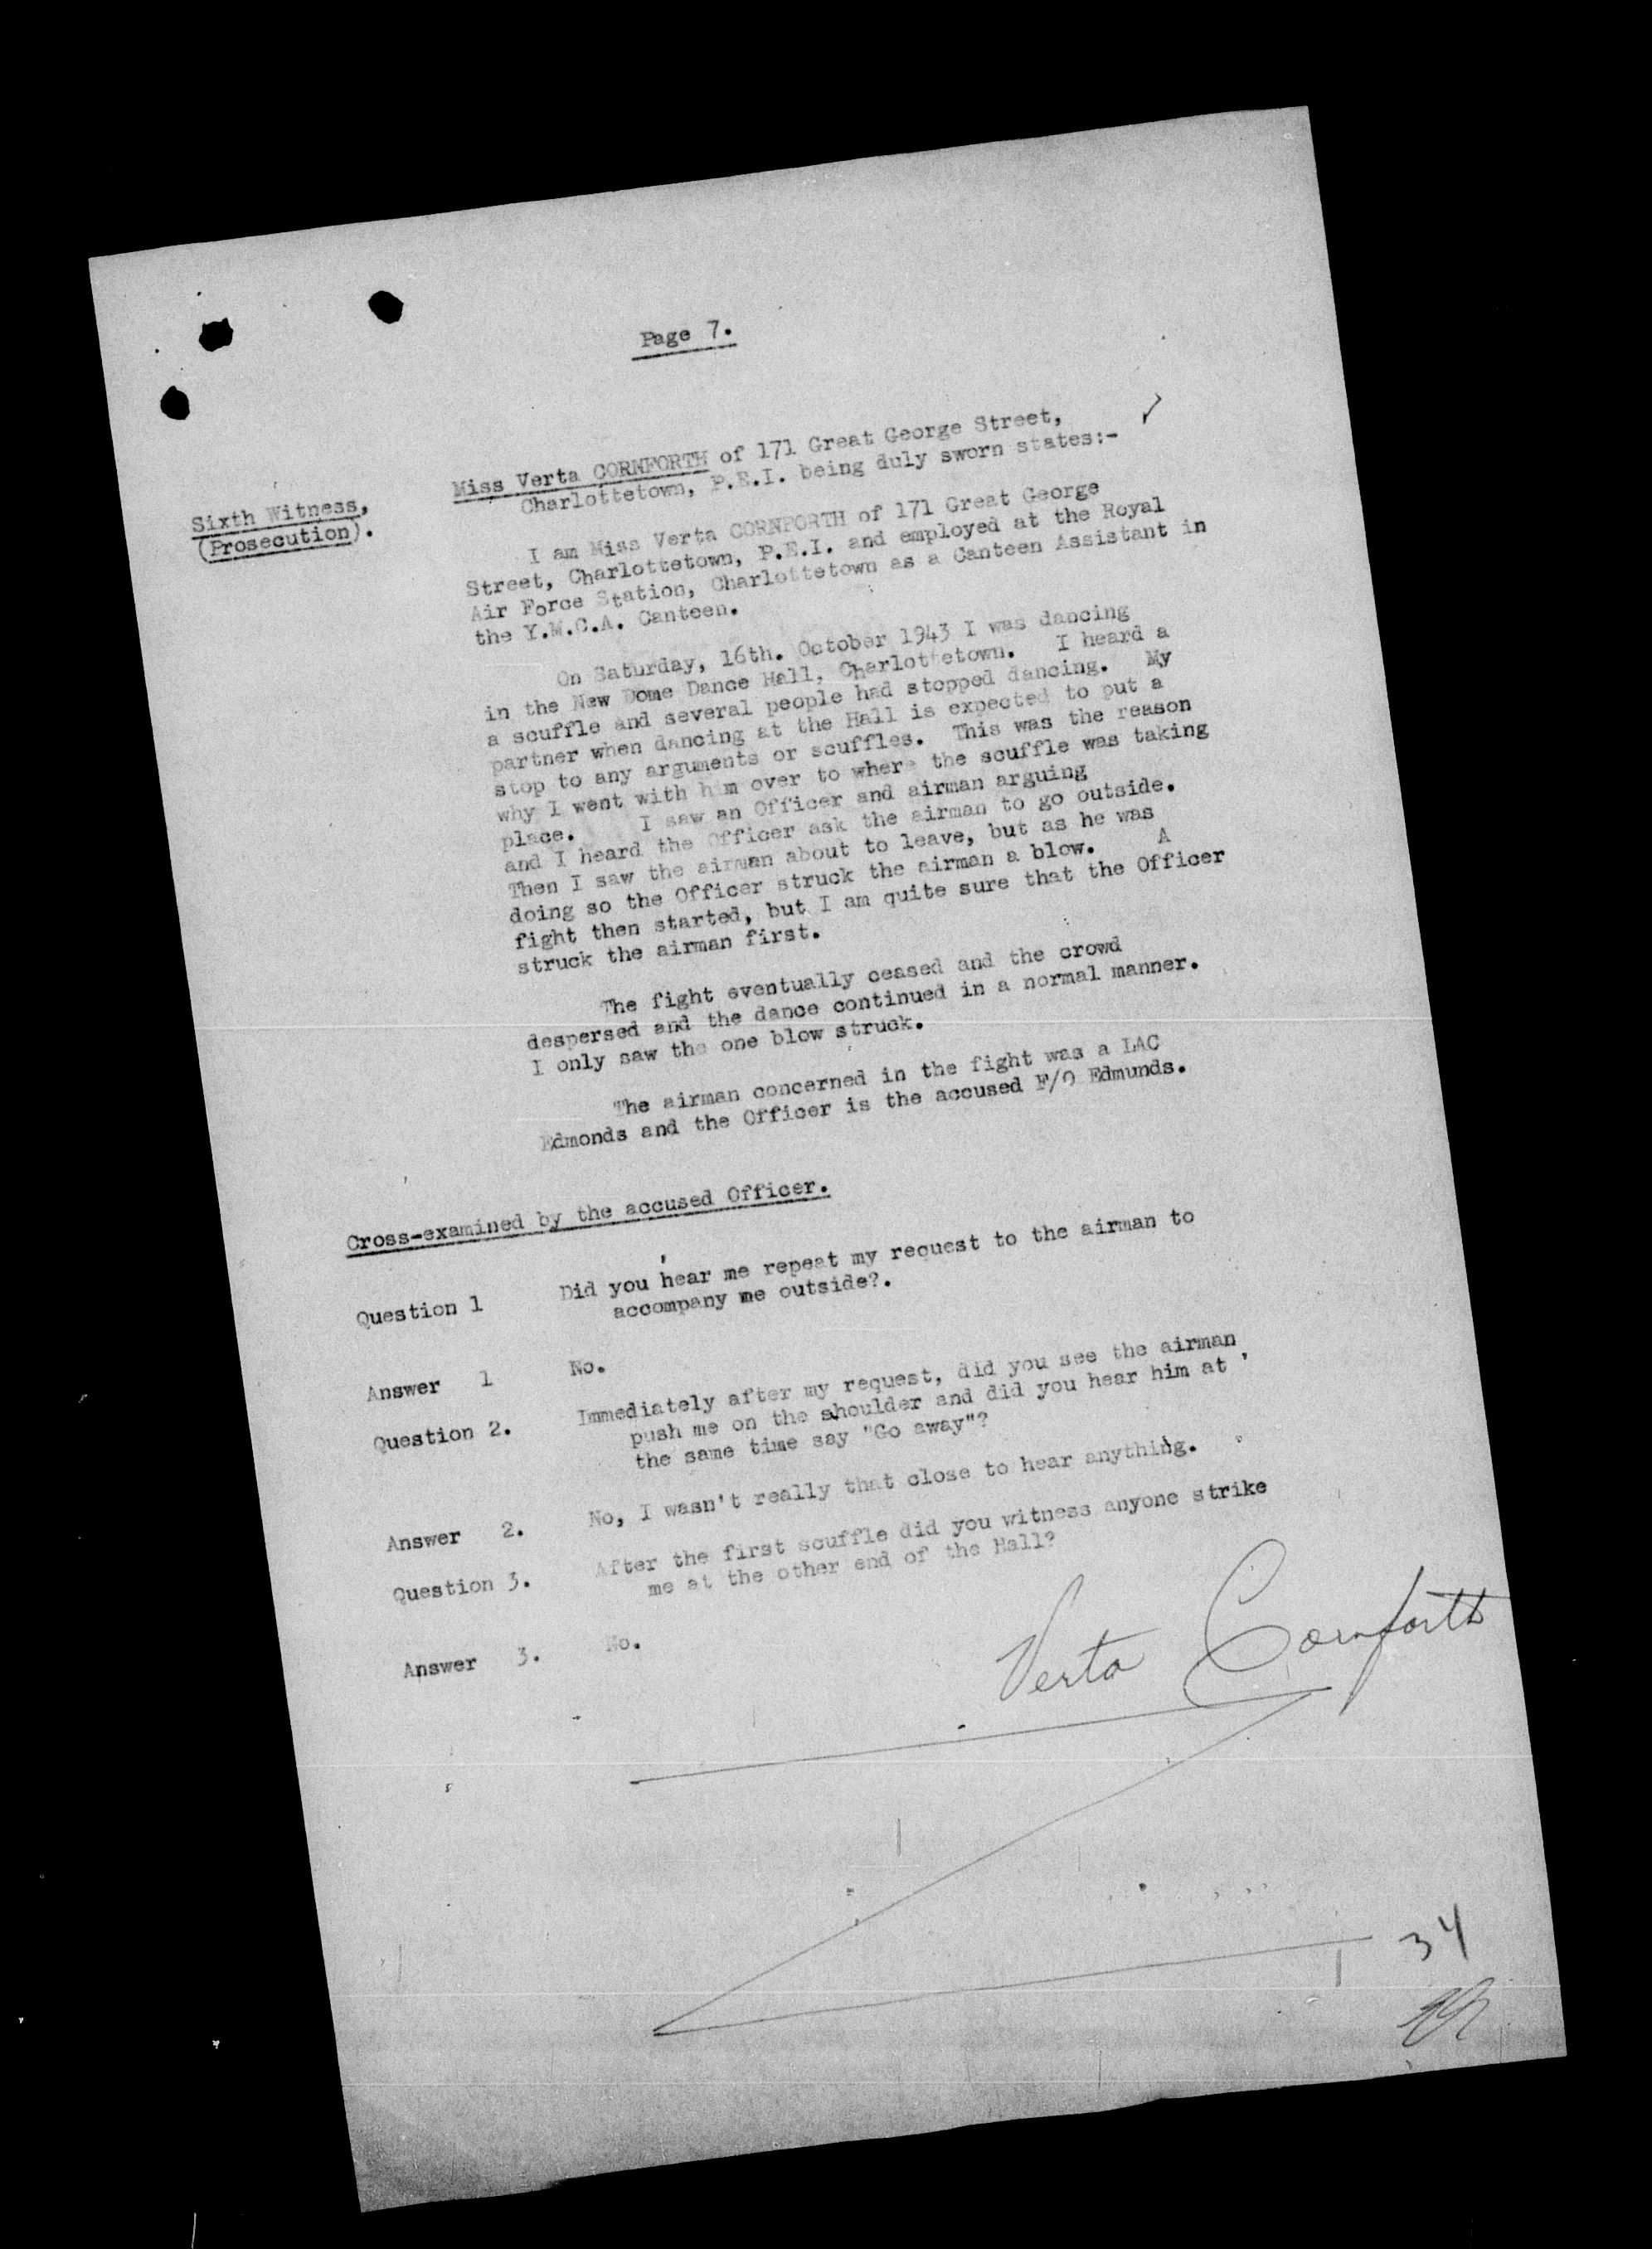 Page 7.
Miss Verta CORNFORTH of 171 Great George Street,
Charlottetown, P.E.I. being duly sworn states:-
Sixth Witness,
(Prosecution).
I am Miss Verta CORNFORTH of 171 Great George
Street, Charlottetown, P.E.I. and employed at the Royal
Air Force Station, Charlottetown as a Canteen Assistant in
the Y.M.C.A. Canteen.
On Saturday, 16th. October 1943 I was dancing
in the New Dome Dance Hall, Charlottetown. I heard a
a scuffle and several people had stopped dancing. My
partner when dancing at the Hall is expected to put a
stop to any arguments or scuffles. This was the reason
why I went with him over to where the scuffle was taking
place. I saw an Officer and airman arguing
and I heard the Officer ask the airman to go outside.
Then I saw the airman about to leave, but as he was
doing so the Officer struck the airman a blow. A
fight then started, but I am quite sure that the Officer
struck the airman first.
The fight eventually ceased and the crowd
despersed and the dance continued in a normal manner.
I only saw the one blow struck.
The airman concerned in the fight was a LAC
Edmonds and the Officer is the accused F/O Edmunds.
Cross-examined by the accused Officer.
Question 1 Did you hear me repeat my request to the airman to
accompany me outside?.
Answer 1 No.
Question 2. Immediately after my request, did you see the airman
push me on the shoulder and did you hear him at
the same time say "Go away"?
Answer 2. No, I wasn't really that close to hear anything.
Question 3. After the first scuffle did you witness anyone strike
me at the other end of the Hall?
Answer 3. No.
Verta Cornforth
34